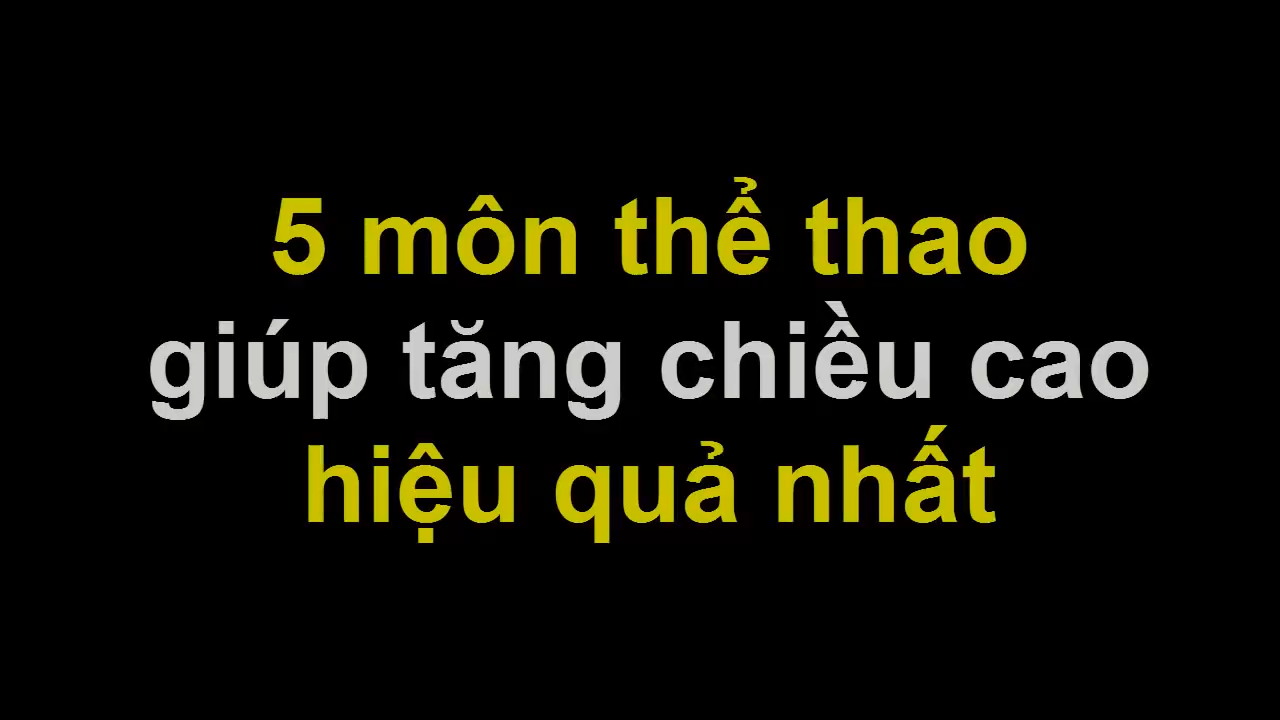 5 môn thể thao
giúp tăng chiều cao
hiệu quả nhất